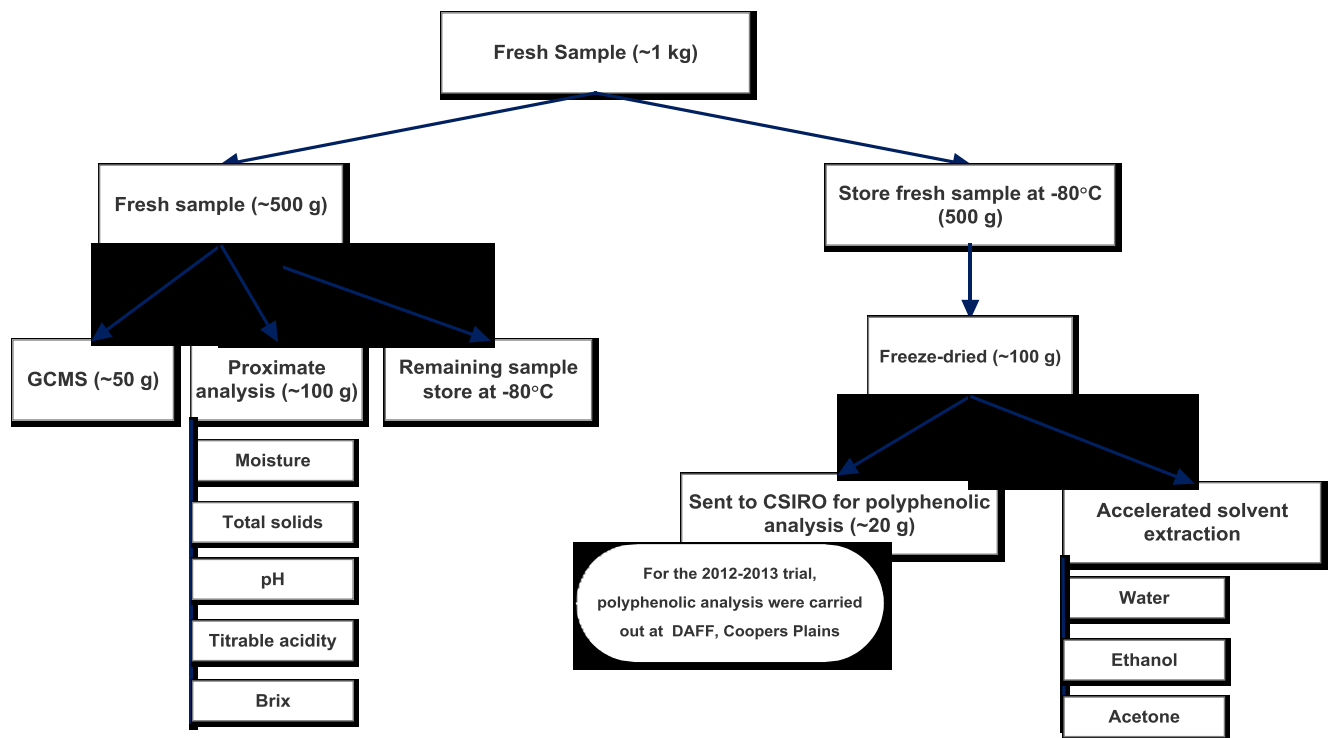 Fresh Sample (~1 kg)
Fresh sample (~500 g)
Store fresh sample at -80°C
(500 g)
GCMS (~50 g)
Proximate
analysis (~100 g)
Remaining sample
store at -80°C
Freeze-dried (~100 g)
Moisture
Total solids
pH
Titrable acidity
Brix
Sent to CSIRO for polyphenolic
analysis (~20 g)
For the 2012-2013 trial,
polyphenolic analysis were carried
out at  DAFF, Coopers Plains
Accelerated solvent
extraction
Water
Ethanol
Acetone